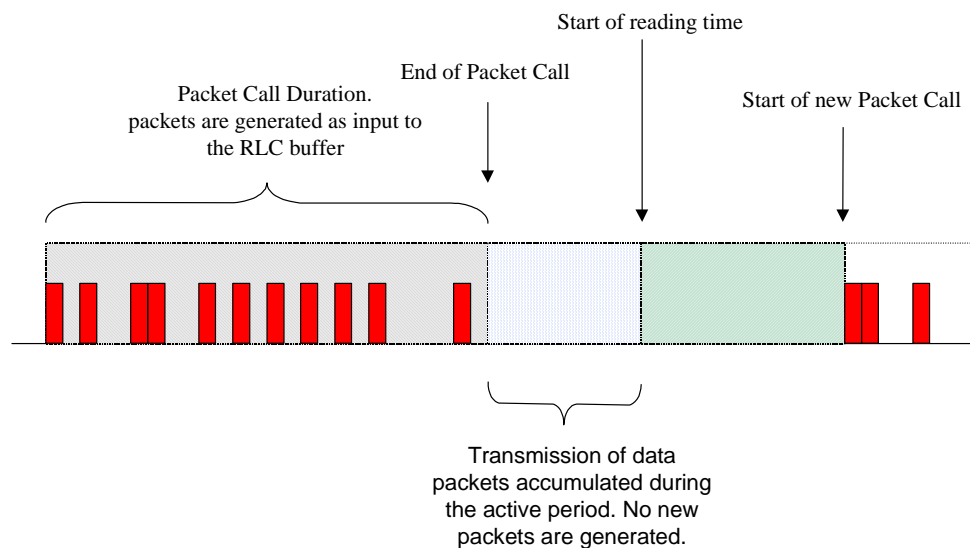 Start of reading time
End of Packet Call
Packet Call Duration.
packets are generated as input to
the RLC buffer
Start of new Packet Call
Transmission of data
packets accumulated during
the active period. No new
packets are generated.